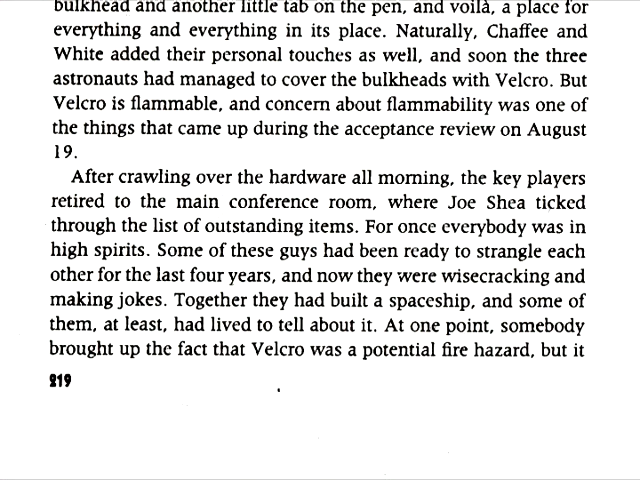 bulkhead and another little tab on the pen, and voilà, a place for
everything and everything in its place. Naturally, Chaffee and
White added their personal touches as well, and soon the three
astronauts had managed to cover the bulkheads with Velcro. But
Velcro is flammable, and concern about flammability was one of
the things that came up during the acceptance review on August
19.
After crawling over the hardware all morning, the key players
retired to the main conference room, where Joe Shea ticked
through the list of outstanding items. For once everybody was in
high spirits. Some of these guys had been ready to strangle each
other for the last four years, and now they were wisecracking and
making jokes. Together they had built a spaceship, and some of
them, at least, had lived to tell about it. At one point, somebody
brought up the fact that Velcro was a potential fire hazard, but it
219